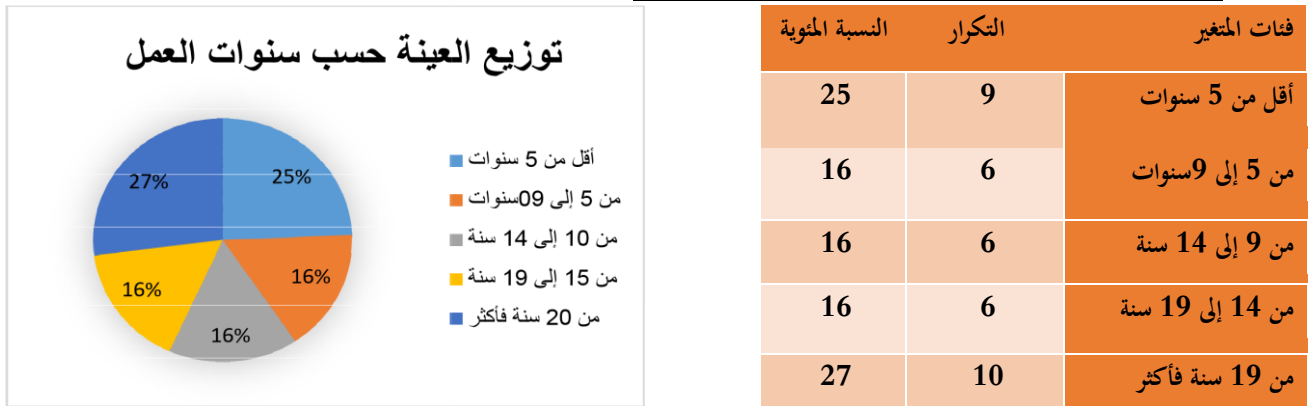 فئات المتغير التكرار النسبة المئوية
أقل من 5 سنوات 9 25
من 5 إلى 9سنوات 6 16
من 9 إلى 14 سنة 6 16
من 14 إلى 19 سنة 6 16
من 19 سنة فأكثر 10 27
توزيع العينة حسب سنوات العمل
27%
25%
16%
16%
16%
أقل من 5 سنوات
من 5 إلى 09سنوات
من 10 إلى 14 سنة
من 15 إلى 19 سنة
من 20 سنة فأكثر